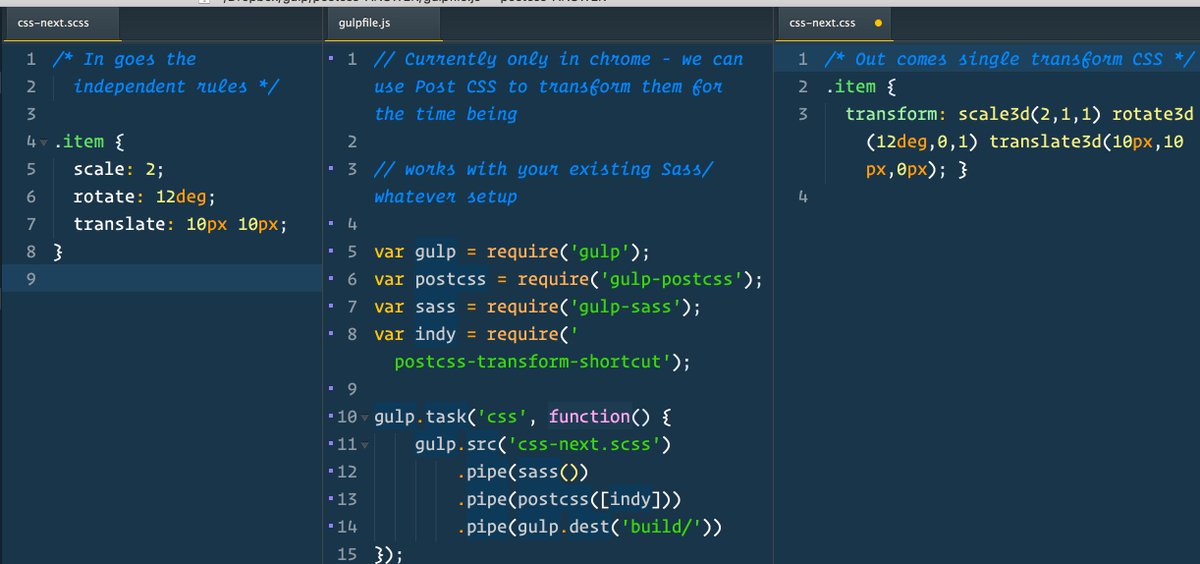 css-next.scss
1 /* In goes the
2 independent rules */
3
4 .item {
5 scale: 2;
6 rotate: 12deg;
7 translate: 10px 10px;
8 }
9
gulpfile.js
1 // Currently only in chrome - we can
use Post CSS to transform them for
the time being
2
3 // works with your existing Sass/
whatever setup
4
5 var gulp = require('gulp');
6 var postcss = require('gulp-postcss');
7 var sass = require('gulp-sass');
8 var indy = require('
postcss-transform-shortcut');
9
10 gulp.task('css', function() {
11 gulp.src('css-next.scss')
12 .pipe(sass())
13 .pipe(postcss([indy]))
14 .pipe(gulp.dest('build/'))
15 });
css-next.css
1 /* Out comes single transform CSS */
2 .item {
3 transform: scale3d(2,1,1) rotate3d
(12deg,0,1) translate3d(10px,10
px,0px); }
4